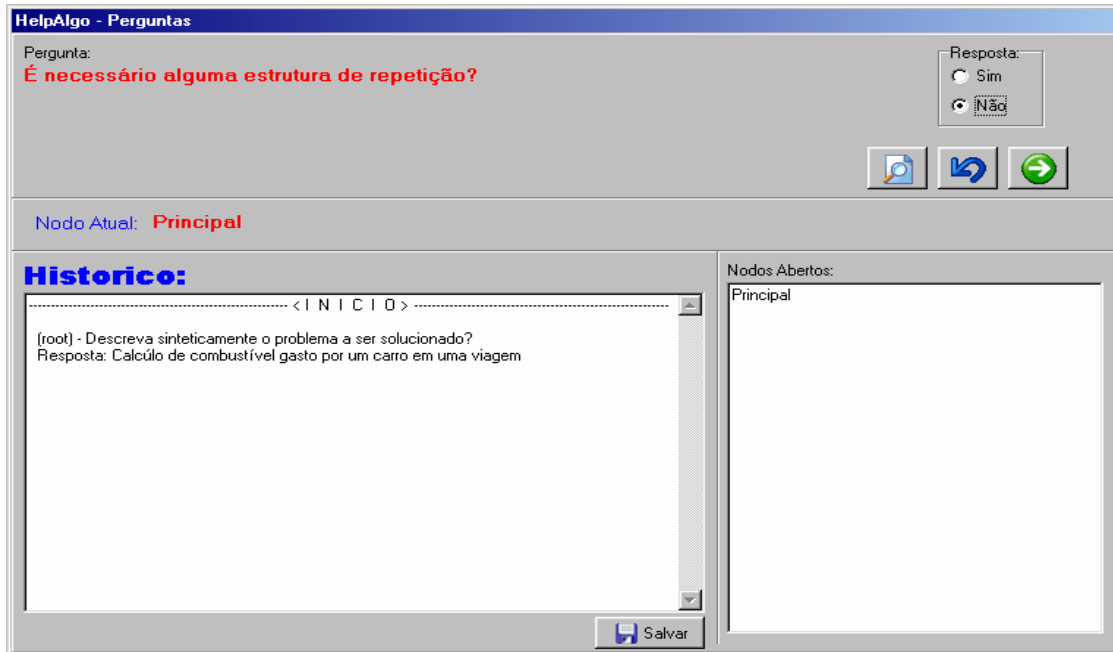 HelpAlgo - Perguntas
Pergunta:
É necessário alguma estrutura de repetição?
Resposta:
Sim
Não
Nodo Atual: Principal
Historico:
------------------------------------------------ < I N I C I O > ------------------------------------------------
(root) - Descreva sinteticamente o problema a ser solucionado?
Resposta: Calcúlo de combustível gasto por um carro em uma viagem
Salvar
Nodos Abertos:
Principal